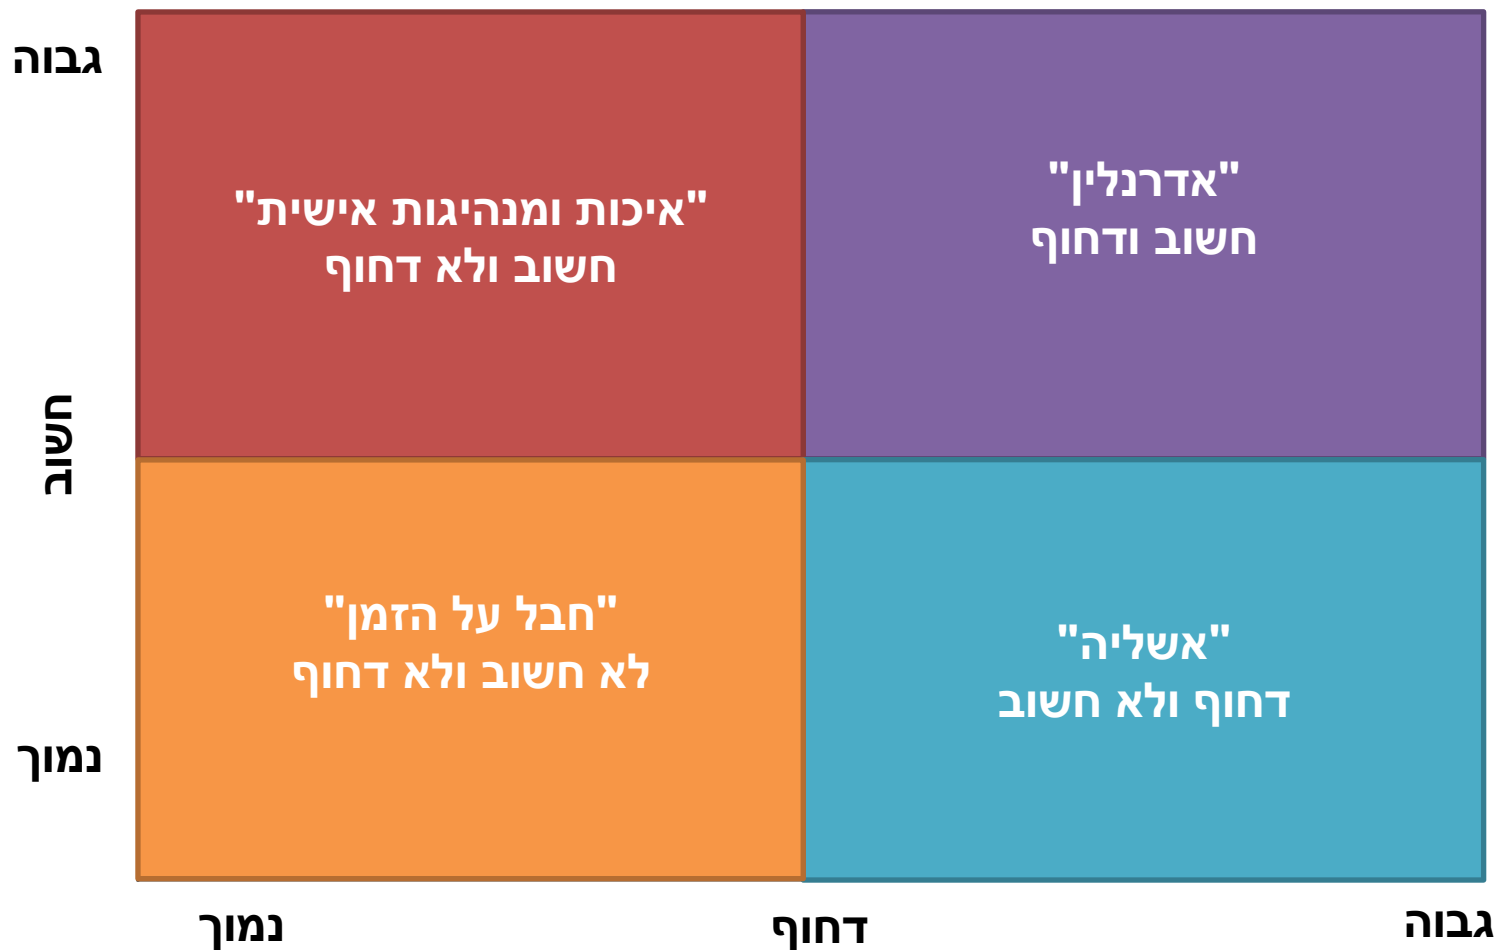 גבוה
"אדרנלין"
חשוב ודחוף
"איכות ומנהיגות אישית"
חשוב ולא דחוף
חשוב
"אשליה"
דחוף ולא חשוב
"חבל על הזמן"
לא חשוב ולא דחוף
נמוך
גבוה
דחוף
נמוך